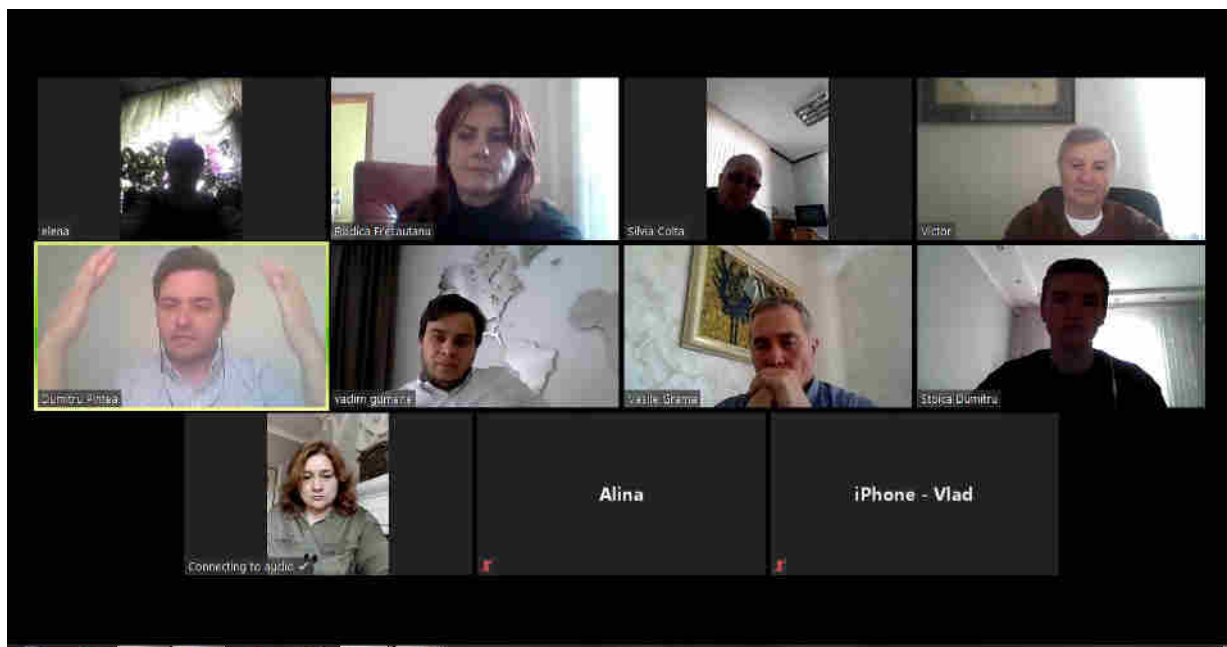 elena
Rodica Frecautanu
Silvia Colta
Victor
Dumitru Pintea
vadim gumene
Vasile Grama
Stoica Dumitru
Connecting to audio
Alina
iPhone - Vlad